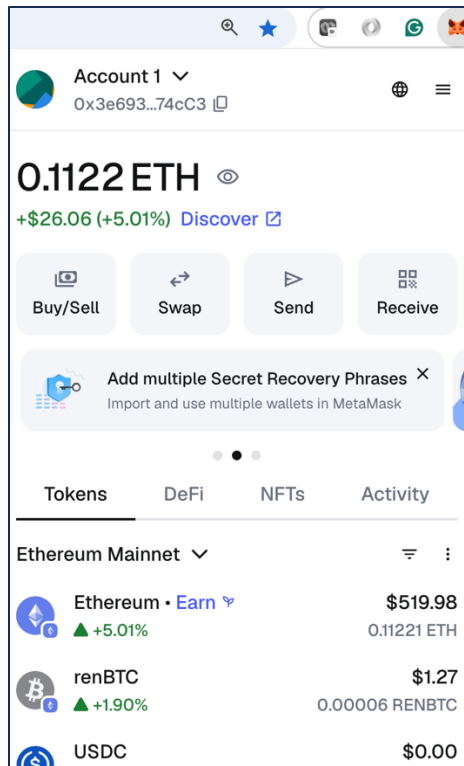 Account 1
0x3e693...74cC3
0.1122 ETH
+$26.06 (+5.01%) Discover
Buy/Sell Swap Send Receive
Add multiple Secret Recovery Phrases
Import and use multiple wallets in MetaMask
Tokens DeFi NFTs Activity
Ethereum Mainnet
Ethereum • Earn $519.98
+5.01% 0.11221 ETH
renBTC $1.27
+1.90% 0.00006 RENBTC
USDC $0.00